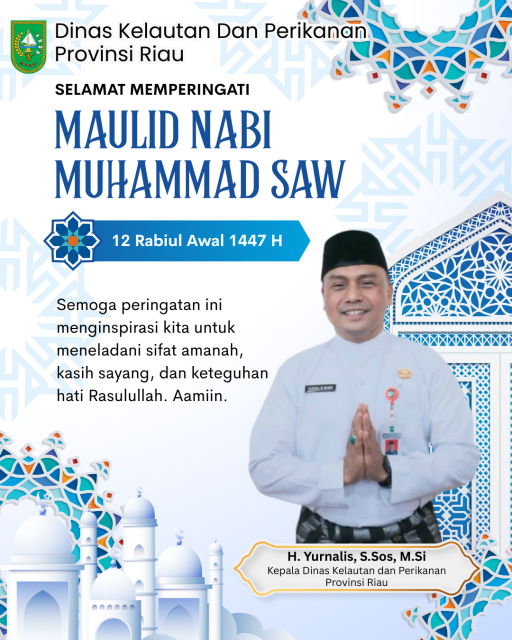 Dinas Kelautan Dan Perikanan
Provinsi Riau
SELAMAT MEMPERINGATI
MAULID NABI
MUHAMMAD SAW
12 Rabiul Awal 1447 H
Semoga peringatan ini
menginspirasi kita untuk
meneladani sifat amanah,
kasih sayang, dan keteguhan
hati Rasulullah. Aamiin.
H. Yurnalis, S.Sos, M.Si
Kepala Dinas Kelautan dan Perikanan
Provinsi Riau